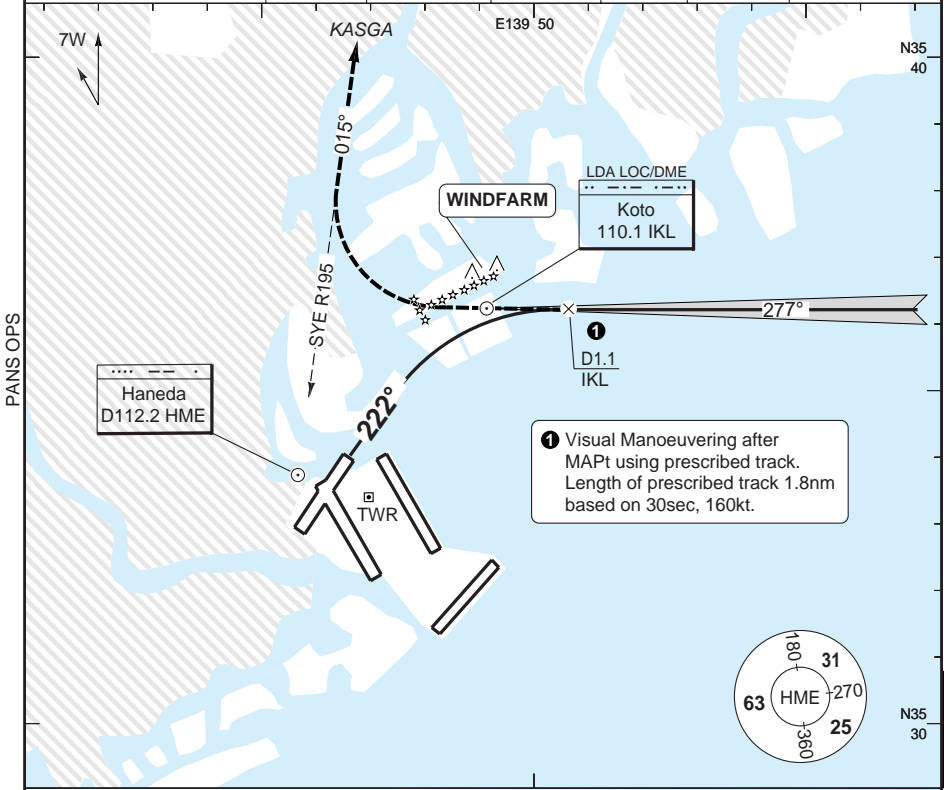 E139 50
KASGA
7W
N35
40
015°
LDA LOC/DME
Koto
110.1 IKL
WINDFARM
SYE R195
277°
1
D1.1
IKL
PANS OPS
Haneda
D112.2 HME
222°
1 Visual Manoeuvering after
MAPt using prescribed track.
Length of prescribed track 1.8nm
based on 30sec, 160kt.
TWR
180
31
63
HME
270
25
360
N35
30